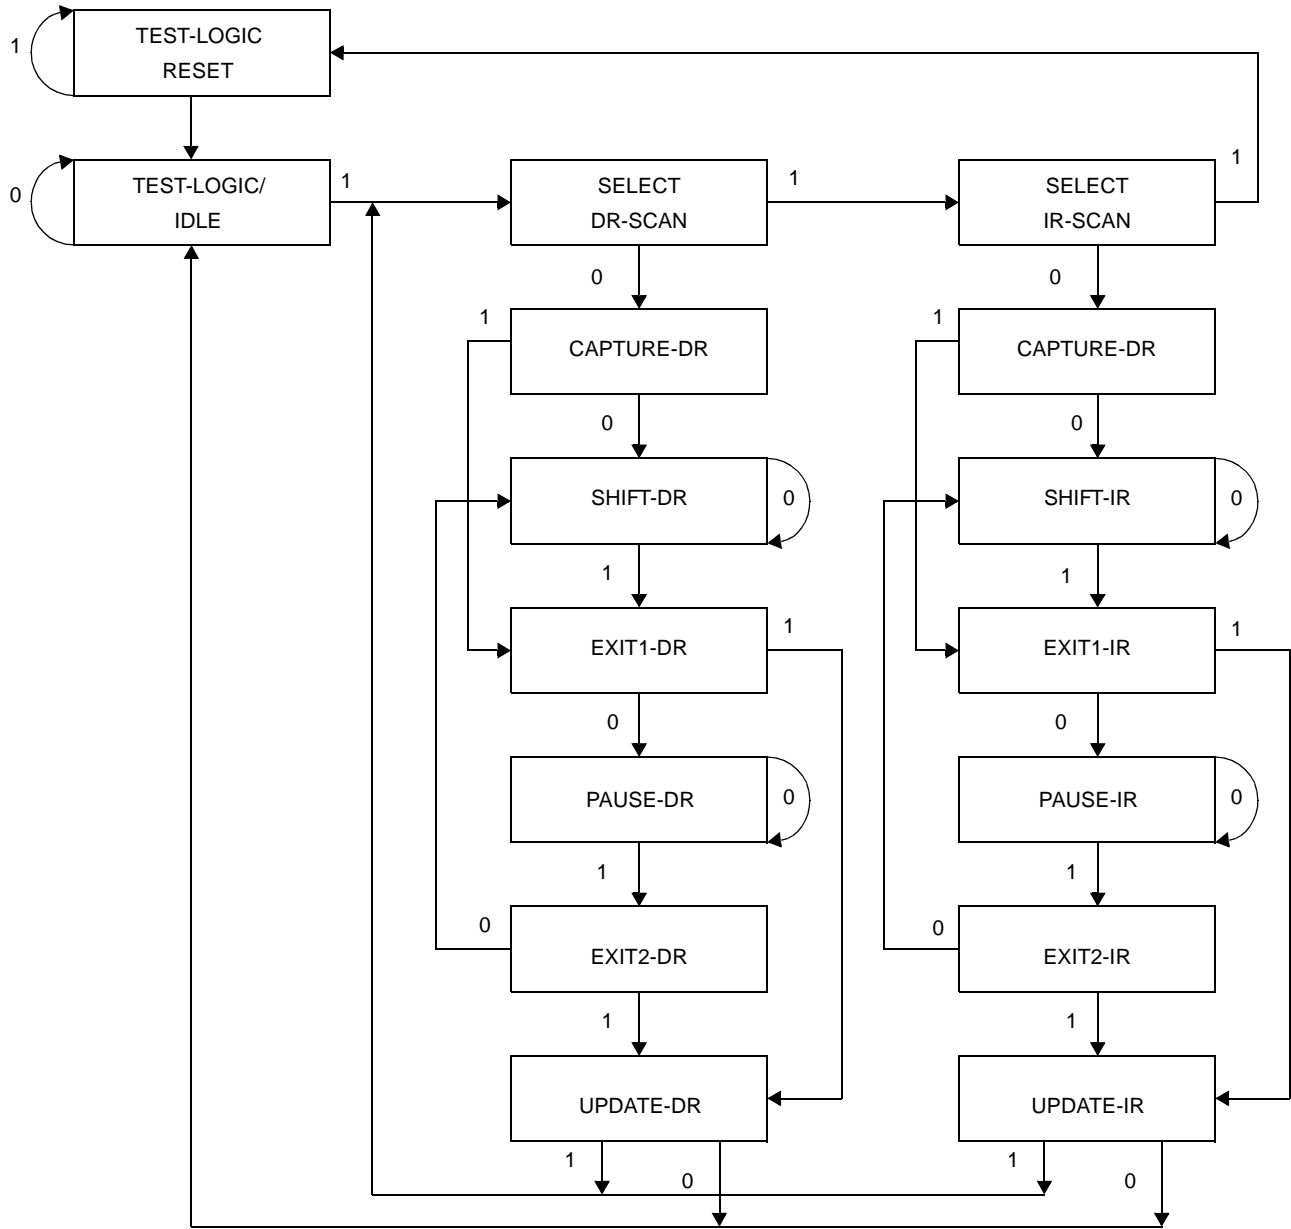 TEST-LOGIC
RESET
1
TEST-LOGIC/
IDLE
0
1
SELECT
DR-SCAN
1
SELECT
IR-SCAN
1
0
0
1
CAPTURE-DR
1
CAPTURE-DR
0
0
SHIFT-DR
0
SHIFT-IR
0
1
1
EXIT1-DR
1
EXIT1-IR
1
0
0
PAUSE-DR
0
PAUSE-IR
0
1
1
0
EXIT2-DR
0
EXIT2-IR
1
1
UPDATE-DR
UPDATE-IR
1
0
1
0